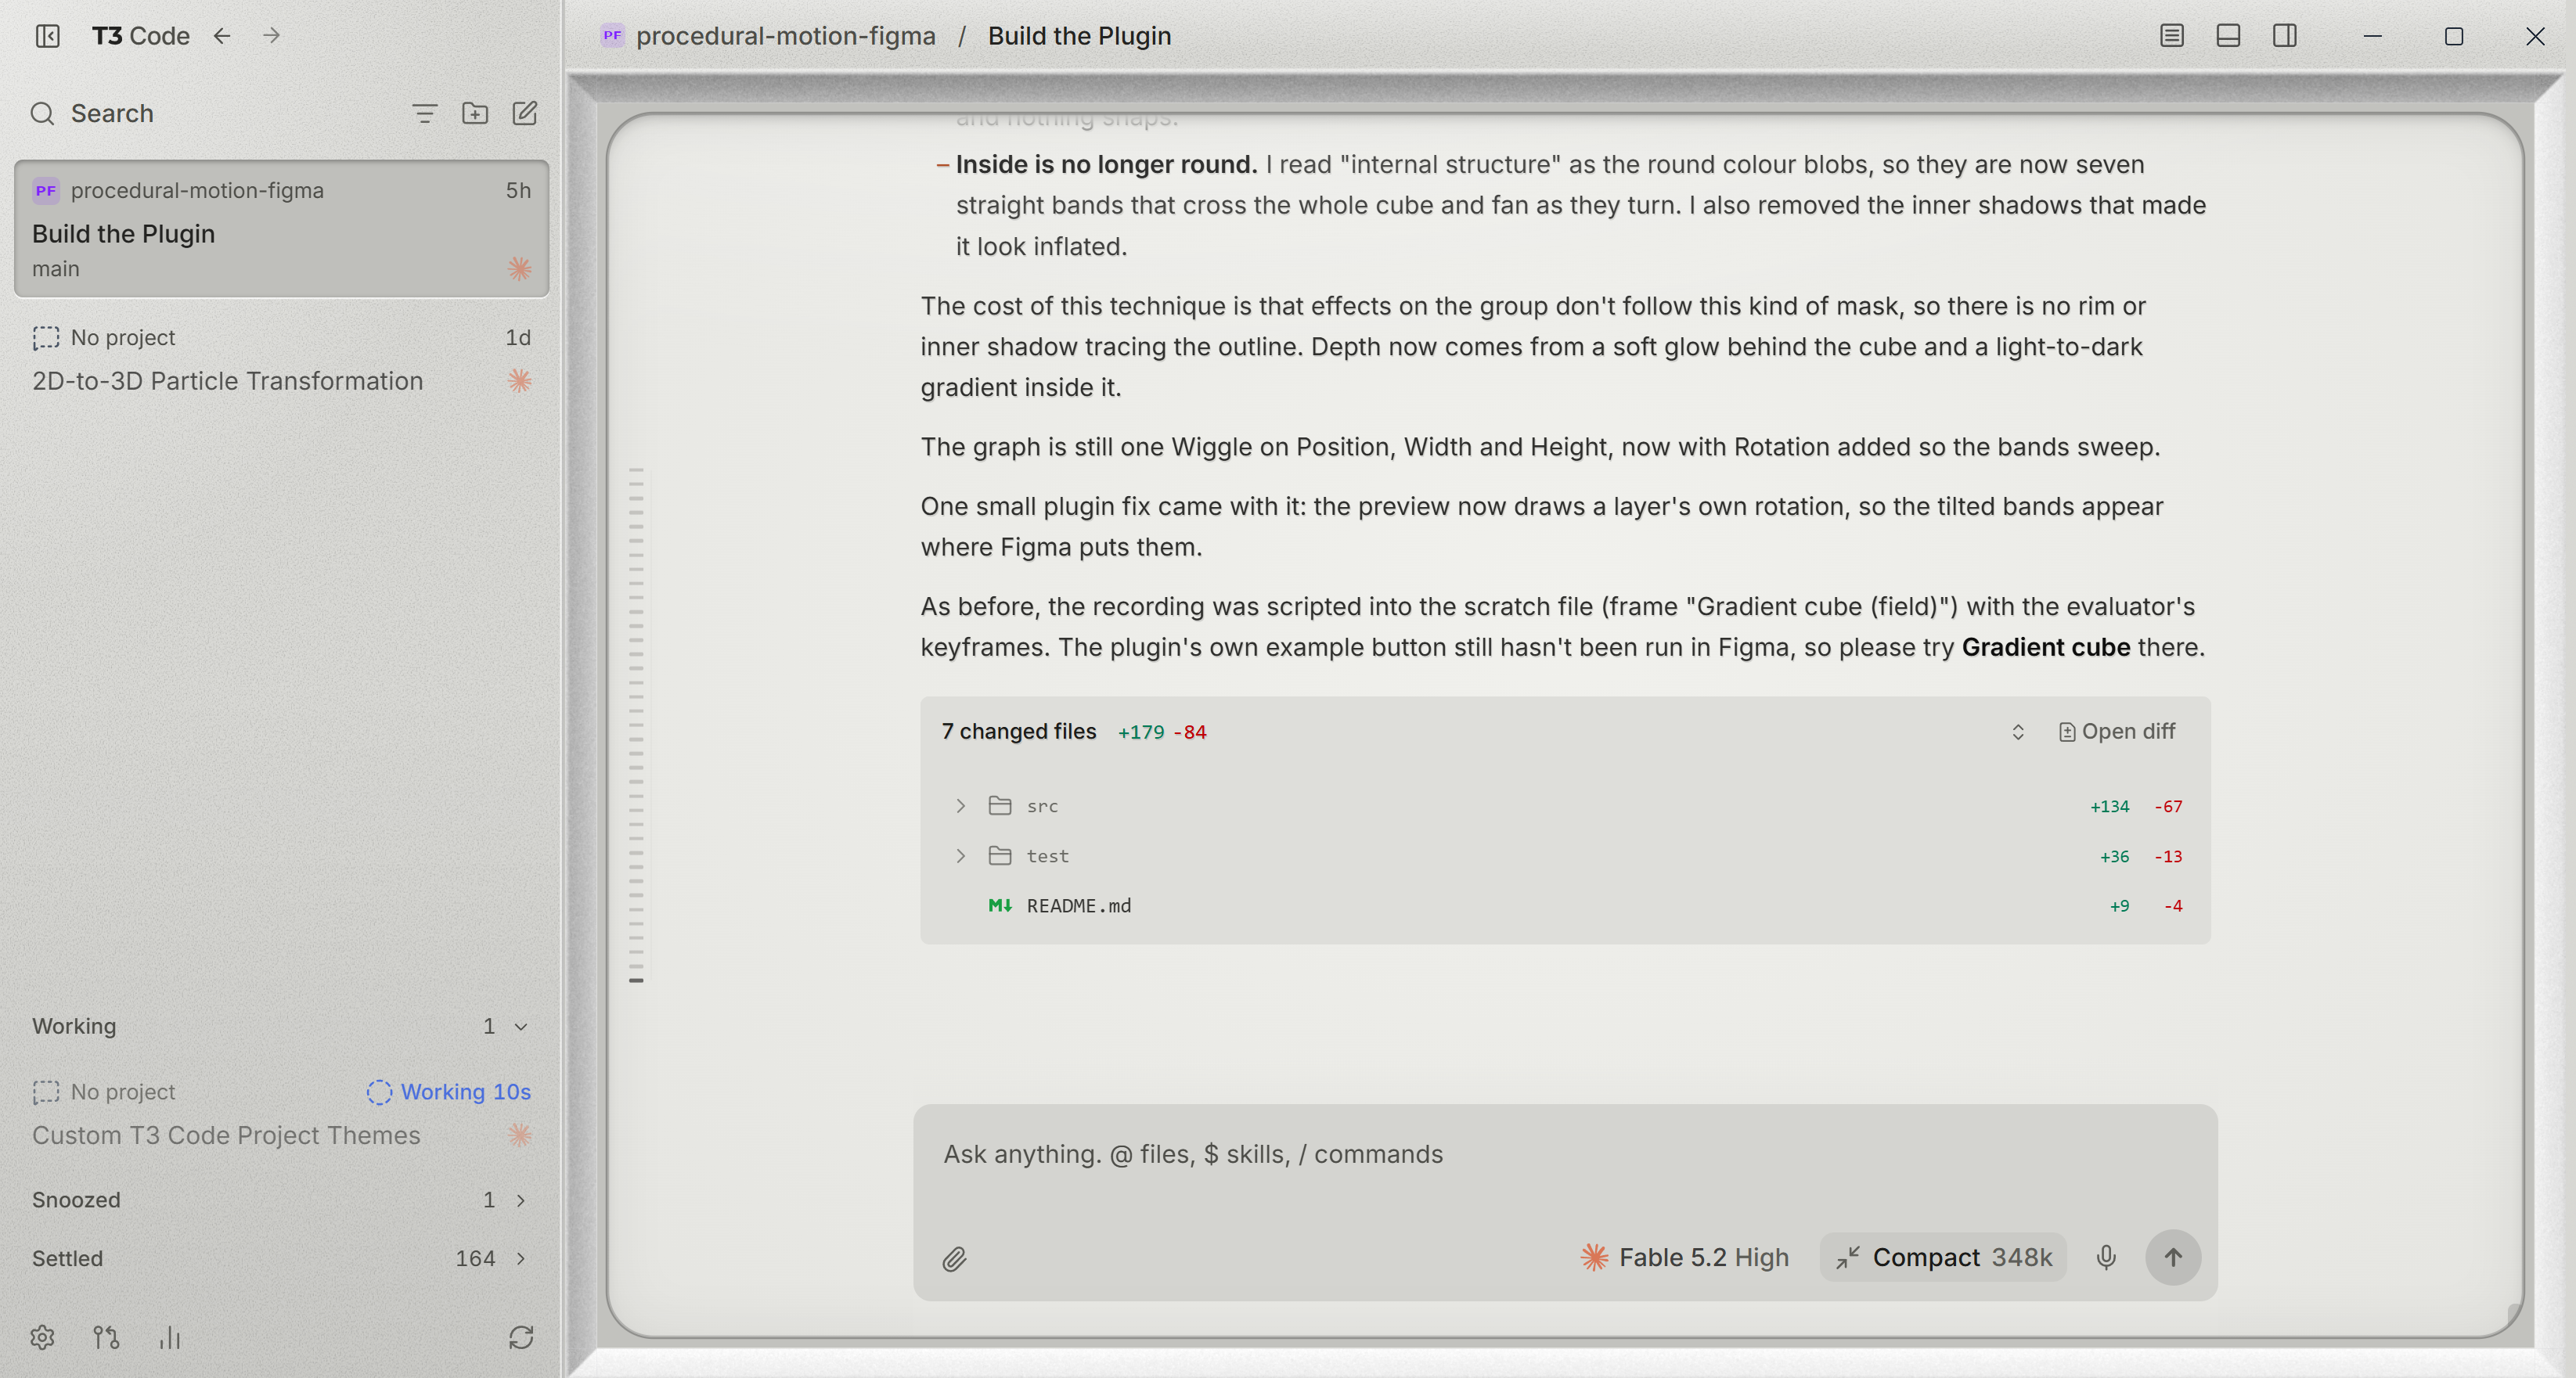 T3 Code
Search
PF procedural-motion-figma 5h
Build the Plugin
main
No project 1d
2D-to-3D Particle Transformation
Working 1
No project Working 10s
Custom T3 Code Project Themes
Snoozed 1
Settled 164
PF procedural-motion-figma / Build the Plugin
and nothing snaps.
– Inside is no longer round. I read "internal structure" as the round colour blobs, so they are now seven
straight bands that cross the whole cube and fan as they turn. I also removed the inner shadows that made
it look inflated.
The cost of this technique is that effects on the group don't follow this kind of mask, so there is no rim or
inner shadow tracing the outline. Depth now comes from a soft glow behind the cube and a light-to-dark
gradient inside it.
The graph is still one Wiggle on Position, Width and Height, now with Rotation added so the bands sweep.
One small plugin fix came with it: the preview now draws a layer's own rotation, so the tilted bands appear
where Figma puts them.
As before, the recording was scripted into the scratch file (frame "Gradient cube (field)") with the evaluator's
keyframes. The plugin's own example button still hasn't been run in Figma, so please try Gradient cube there.
7 changed files +179 -84 Open diff
src +134 -67
test +36 -13
M↓ README.md +9 -4
Ask anything. @ files, $ skills, / commands
Fable 5.2 High Compact 348k